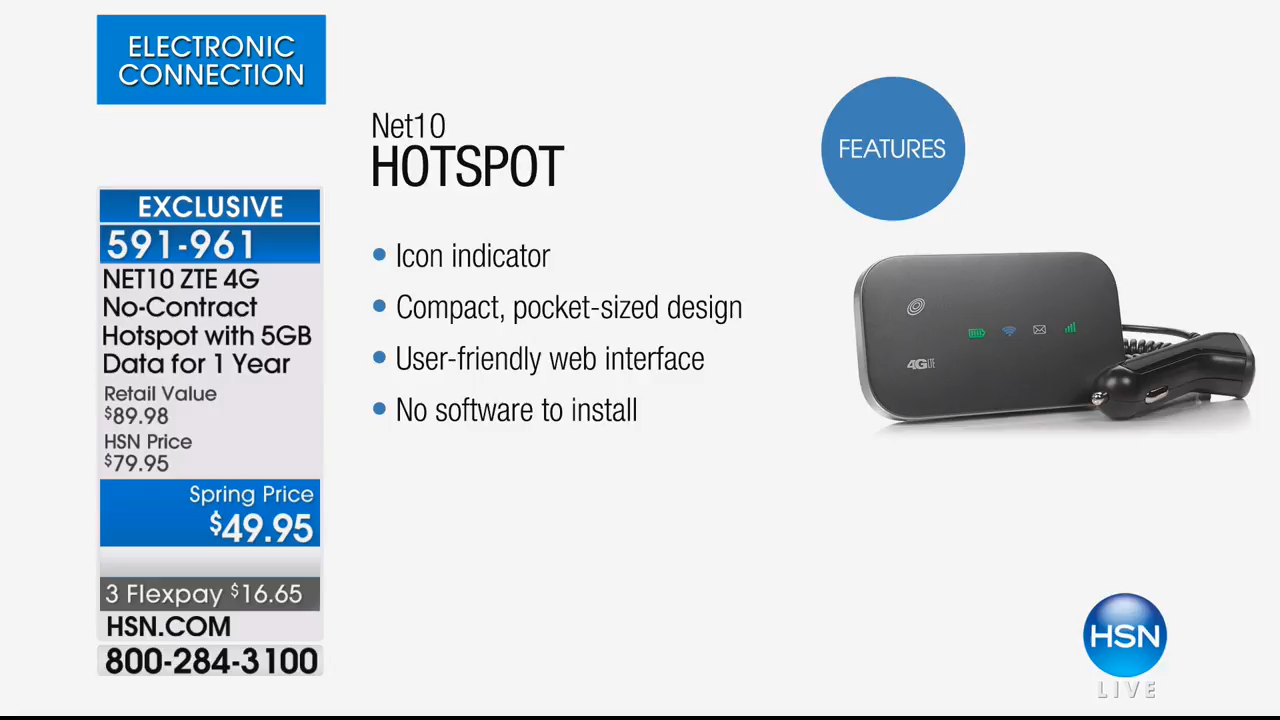 ELECTRONIC
CONNECTION
Net10
HOTSPOT
FEATURES
EXCLUSIVE
591-961
NET10 ZTE 4G
No-Contract
Hotspot with 5GB
Data for 1 Year
Retail Value
$89.98
HSN Price
$79.95
Spring Price
$49.95
3 Flexpay $16.65
HSN.COM
800-284-3100
• Icon indicator
• Compact, pocket-sized design
• User-friendly web interface
• No software to install
4G LTE
HSN
LIVE